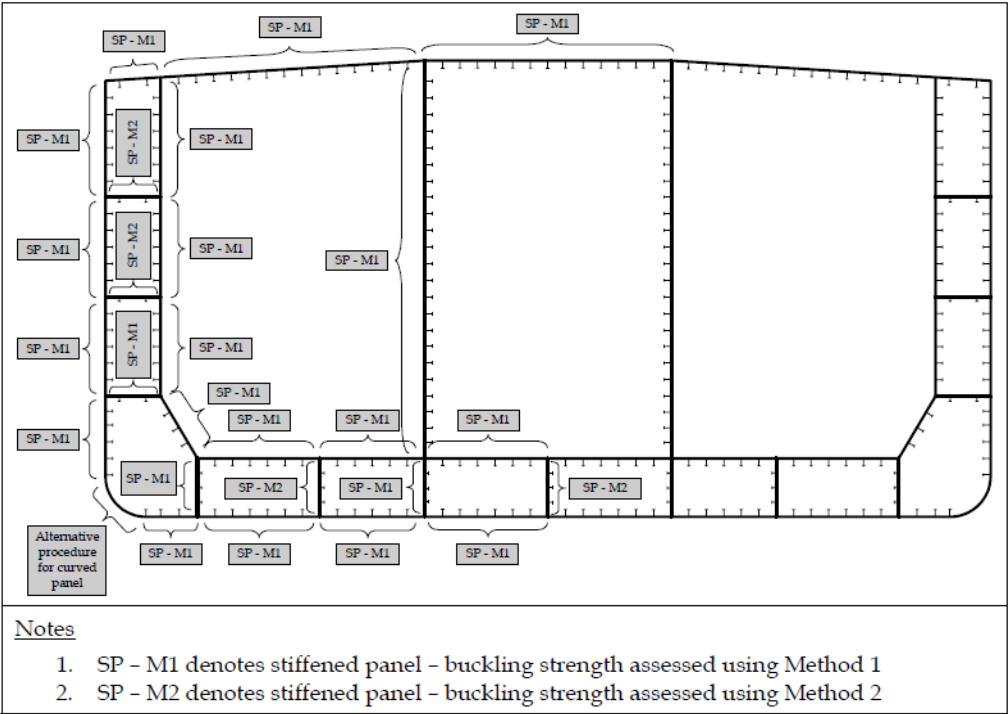 SP - M1
SP - M1
SP - M1
SP - M1
SP - M2
SP - M1
SP - M1
SP - M2
SP - M1
SP - M1
SP - M1
SP - M1
SP - M1
SP - M1
SP - M1
SP - M1
SP - M1
SP - M1
SP - M1
SP - M2
SP - M1
SP - M2
Alternative
procedure
for curved
panel
SP - M1
SP - M1
SP - M1
SP - M1
Notes
1. SP – M1 denotes stiffened panel – buckling strength assessed using Method 1
2. SP – M2 denotes stiffened panel – buckling strength assessed using Method 2